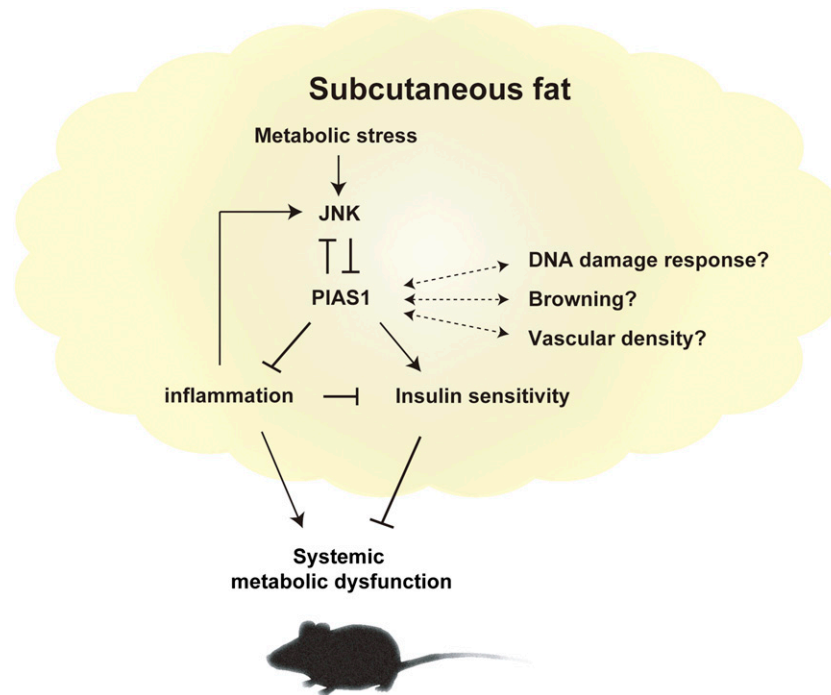 Subcutaneous fat
Metabolic stress
JNK
PIAS1
DNA damage response?
Browning?
Vascular density?
inflammation
Insulin sensitivity
Systemic
metabolic dysfunction